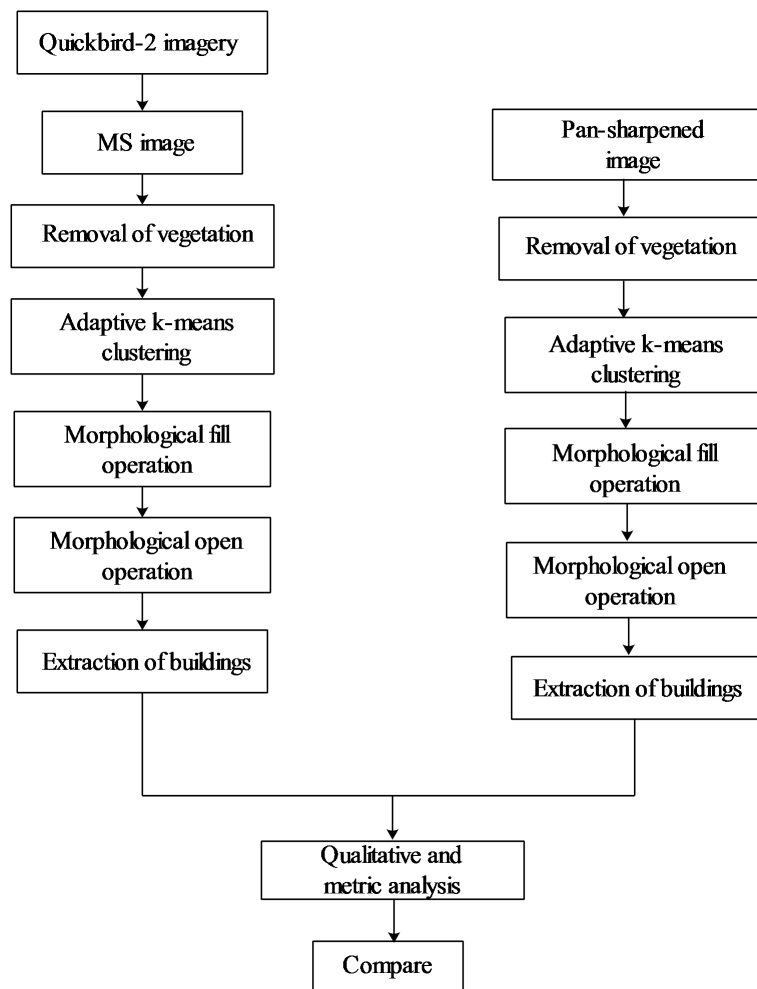 Quickbird-2 imagery
MS image
Removal of vegetation
Adaptive k-means
clustering
Morphological fill
operation
Morphological open
operation
Extraction of buildings
Pan-sharpened
image
Removal of vegetation
Adaptive k-means
clustering
Morphological fill
operation
Morphological open
operation
Extraction of buildings
Qualitative and
metric analysis
Compare